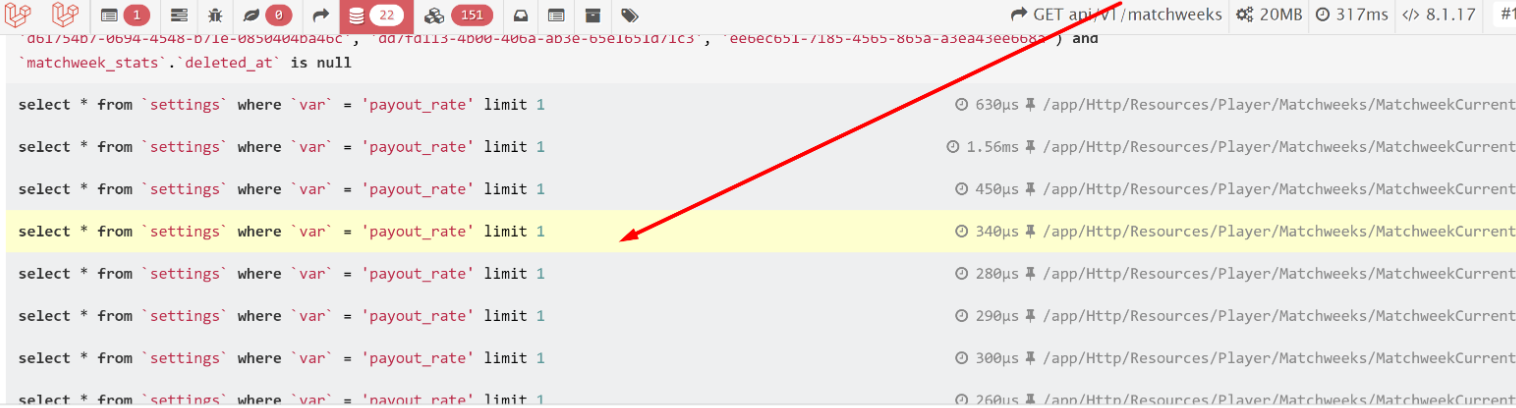 1 0 22 151 GET api/v1/matchweeks 20MB 317ms 8.1.17 #1
`d61754b7-0694-4548-b71e-0850404ba46c`, `dd7fd113-4b00-406a-ab3e-65e1651d71c3`, `ee6ec651-7185-4565-865a-a3ea43ee668a`) and
`matchweek_stats`.`deleted_at` is null
select * from `settings` where `var` = 'payout_rate' limit 1 630μs /app/Http/Resources/Player/Matchweeks/MatchweekCurrent
select * from `settings` where `var` = 'payout_rate' limit 1 1.56ms /app/Http/Resources/Player/Matchweeks/MatchweekCurrent
select * from `settings` where `var` = 'payout_rate' limit 1 450μs /app/Http/Resources/Player/Matchweeks/MatchweekCurrent
select * from `settings` where `var` = 'payout_rate' limit 1 340μs /app/Http/Resources/Player/Matchweeks/MatchweekCurrent
select * from `settings` where `var` = 'payout_rate' limit 1 280μs /app/Http/Resources/Player/Matchweeks/MatchweekCurrent
select * from `settings` where `var` = 'payout_rate' limit 1 290μs /app/Http/Resources/Player/Matchweeks/MatchweekCurrent
select * from `settings` where `var` = 'payout_rate' limit 1 300μs /app/Http/Resources/Player/Matchweeks/MatchweekCurrent
select * from `settings` where `var` = 'payout_rate' limit 1 260μs /app/Http/Resources/Player/Matchweeks/MatchweekCurrent